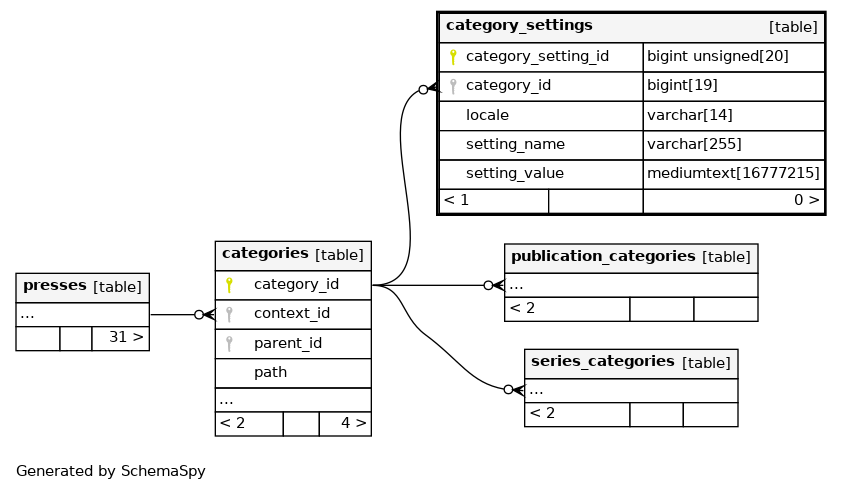 category_settings [table]
category_setting_id bigint unsigned[20]
category_id bigint[19]
locale varchar[14]
setting_name varchar[255]
setting_value mediumtext[16777215]
< 1 0 >
categories [table]
category_id
context_id
parent_id
path
...
< 2 4 >
presses [table]
...
31 >
publication_categories [table]
...
< 2
series_categories [table]
...
< 2
Generated by SchemaSpy